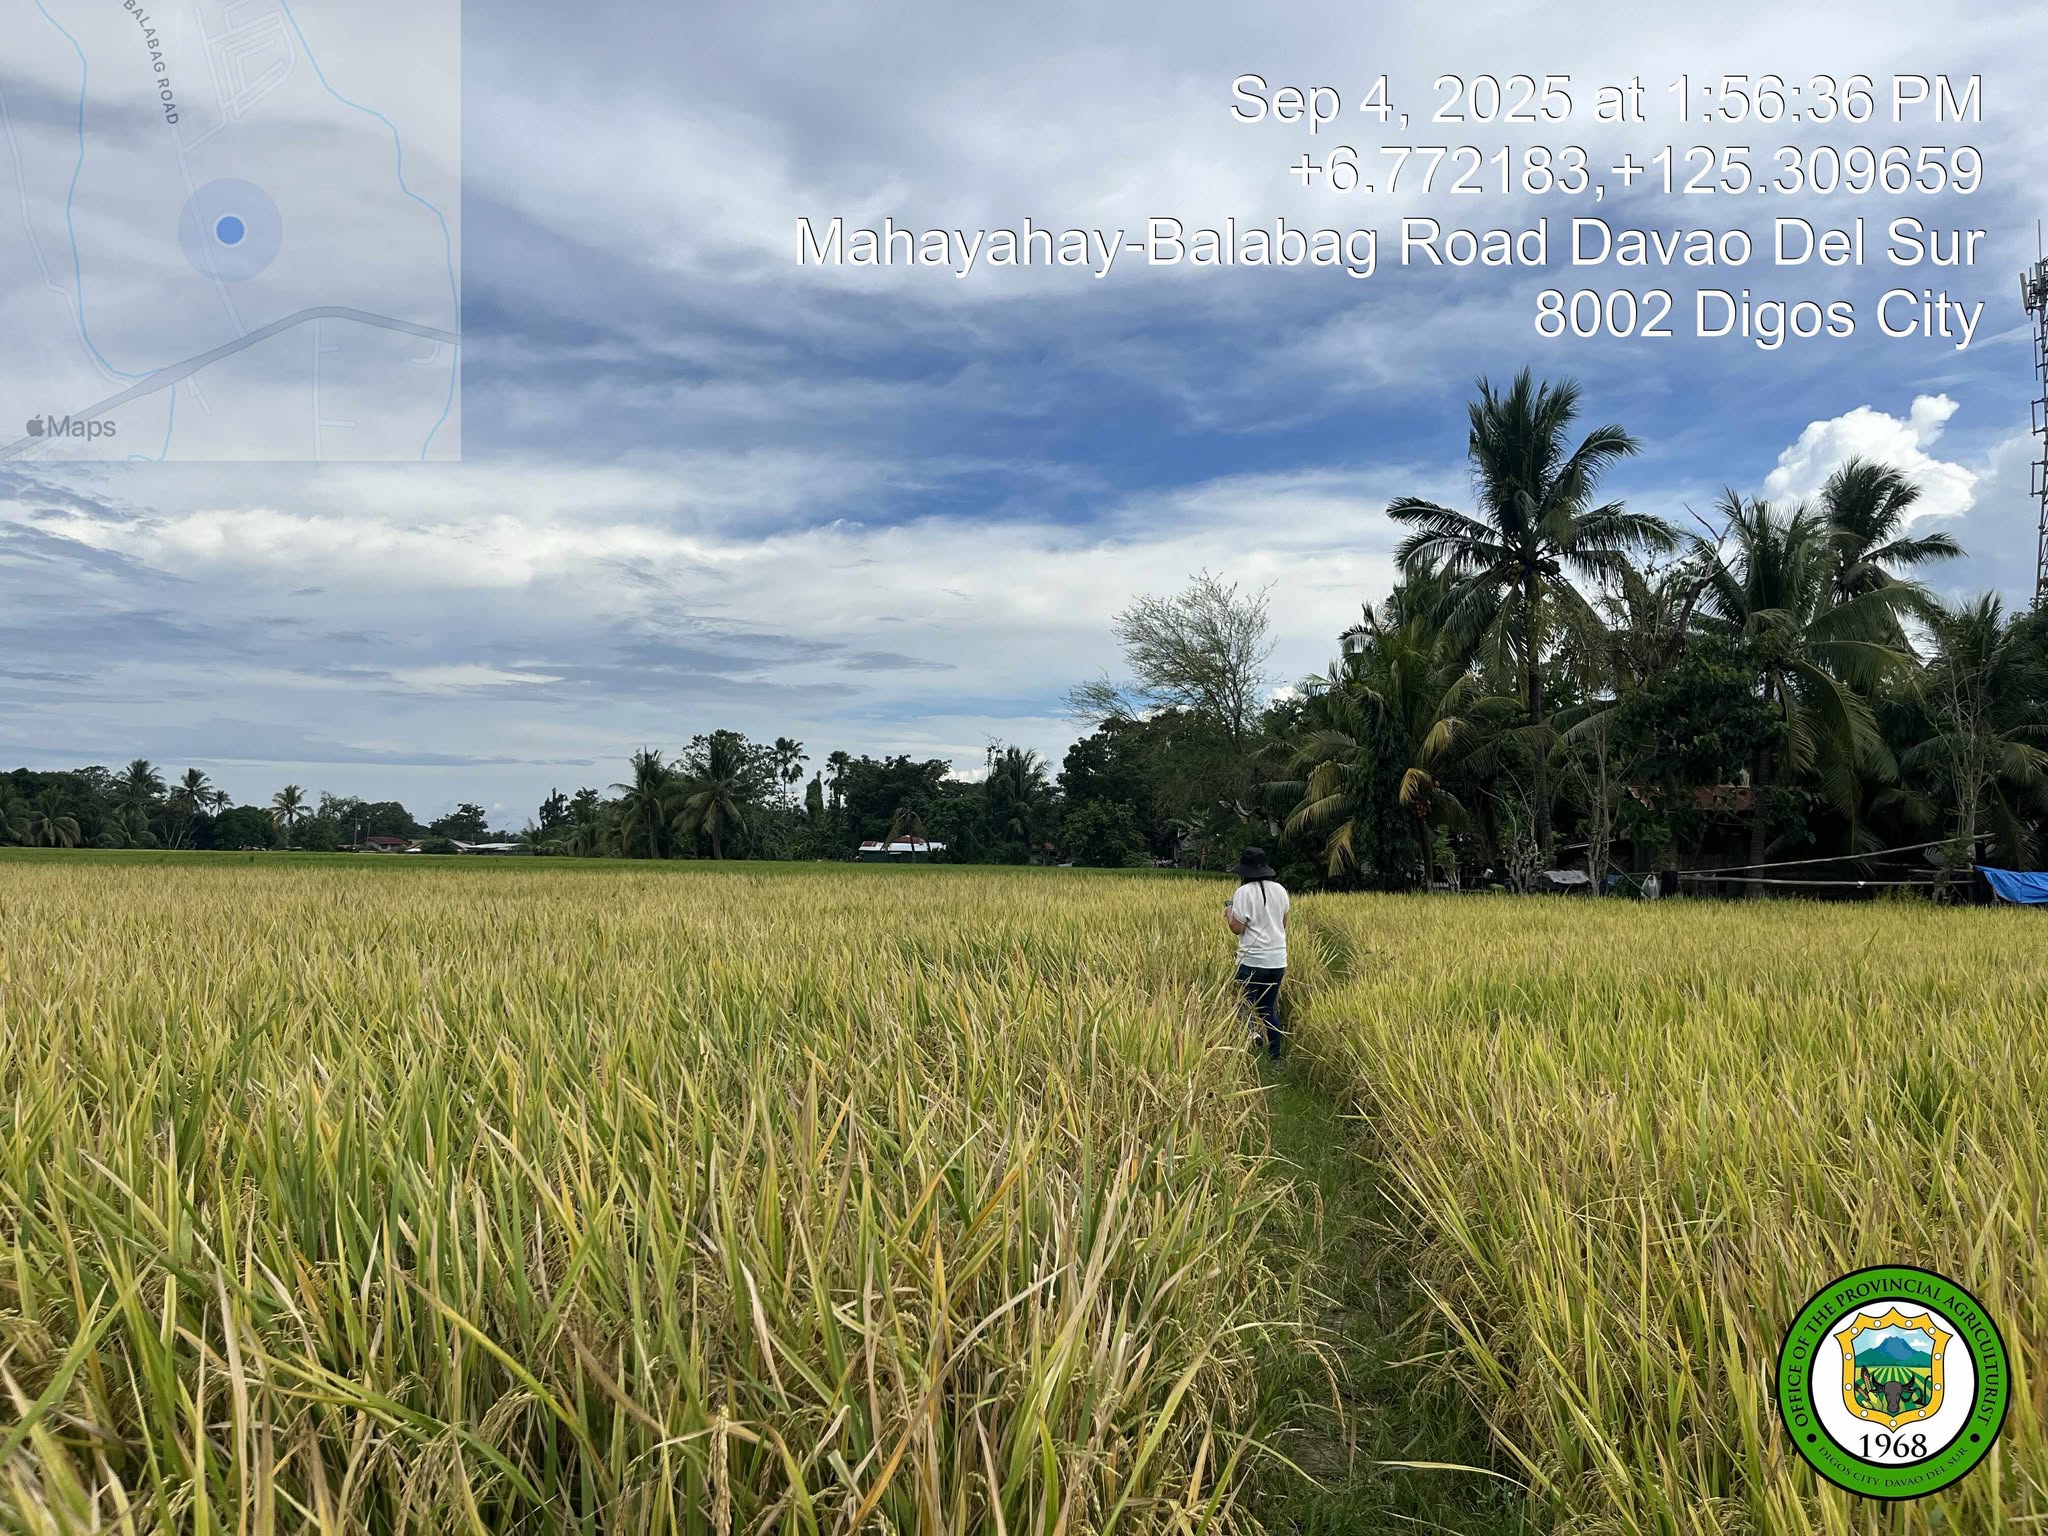 BALABAG ROAD
Maps
Sep 4, 2025 at 1:56:36 PM
+6.772183,+125.309659
Mahayahay-Balabag Road Davao Del Sur
8002 Digos City
OFFICE OF THE PROVINCIAL AGRICULTURIST
1968
DIGOS CITY, DAVAO DEL SUR